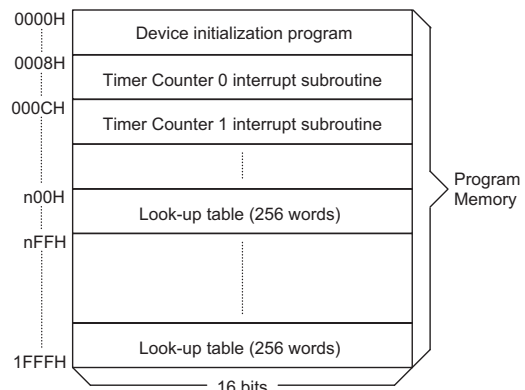 0000H
Device initialization program
0008H
Timer Counter 0 interrupt subroutine
000CH
Timer Counter 1 interrupt subroutine
n00H
Look-up table (256 words)
nFFH
Program
Memory
Look-up table (256 words)
1FFFH
16 bits